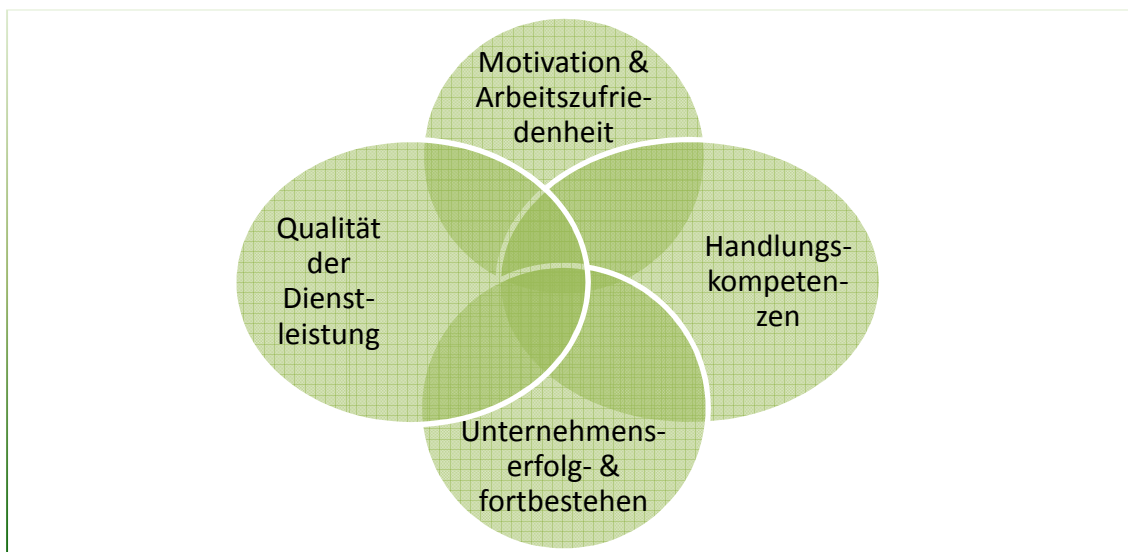 Motivation &
Arbeitszufrie-
denheit
Qualität
der
Dienst-
leistung
Handlungs-
kompeten-
zen
Unternehmens-
erfolg- &
fortbestehen